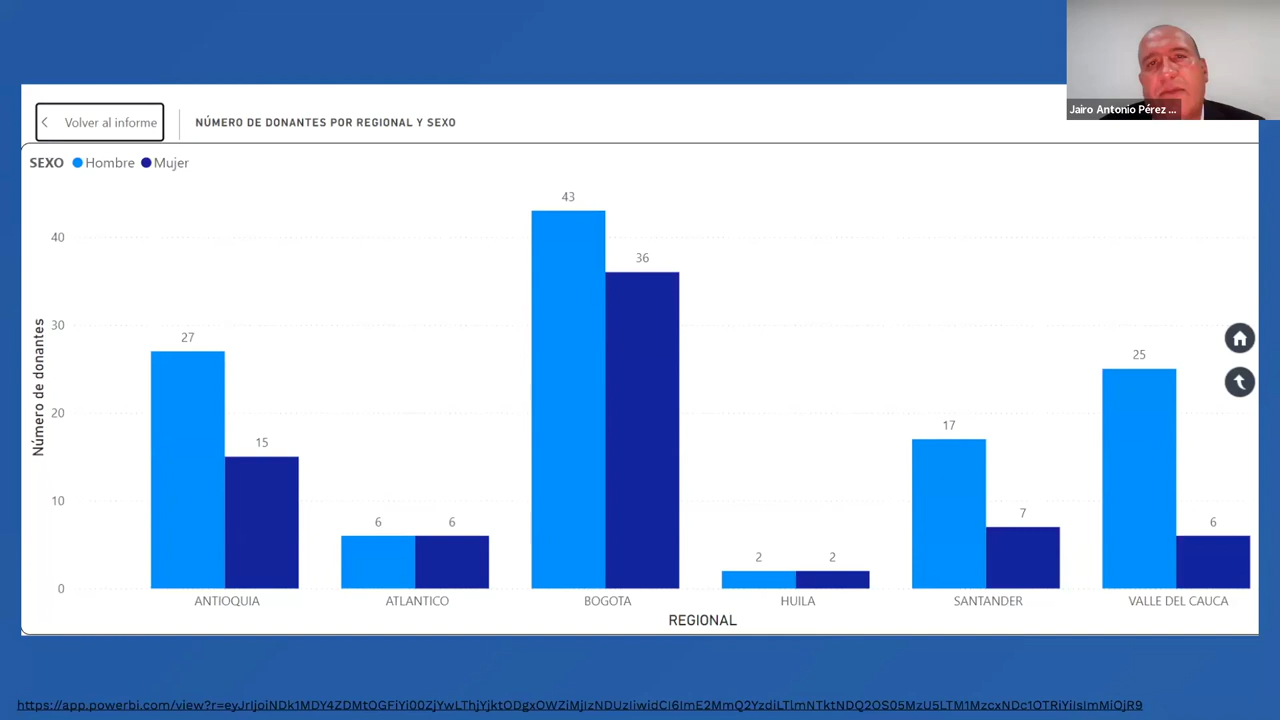 Jairo Antonio Pérez ...
Volver al informe
NÚMERO DE DONANTES POR REGIONAL Y SEXO
SEXO Hombre Mujer
Número de donantes
40
30
20
10
0
27
15
6
6
43
36
2
2
17
7
25
6
ANTIOQUIA
ATLANTICO
BOGOTA
HUILA
SANTANDER
VALLE DEL CAUCA
REGIONAL